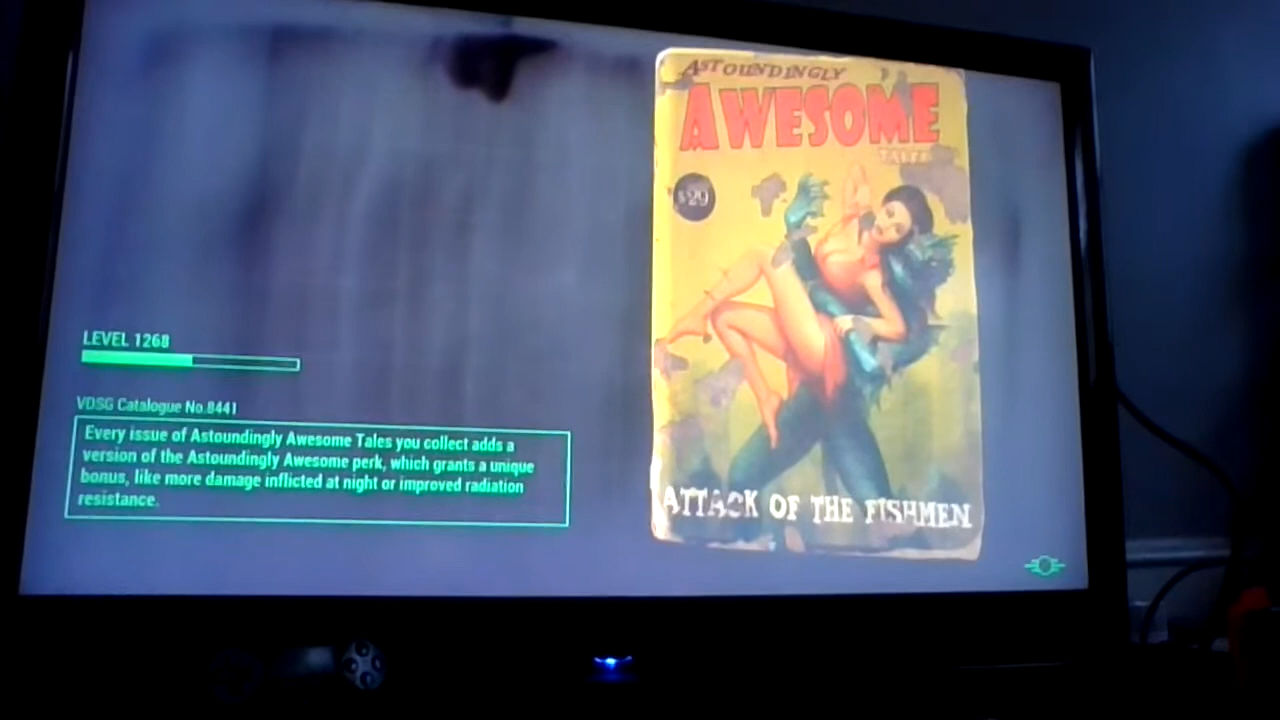 ASTOUNDINGLY
AWESOME
TALES
$29
LEVEL 1268
VDSG Catalogue No.8441
Every issue of Astoundingly Awesome Tales you collect adds a
version of the Astoundingly Awesome perk, which grants a unique
bonus, like more damage inflicted at night or improved radiation
resistance.
ATTACK OF THE FISHMEN